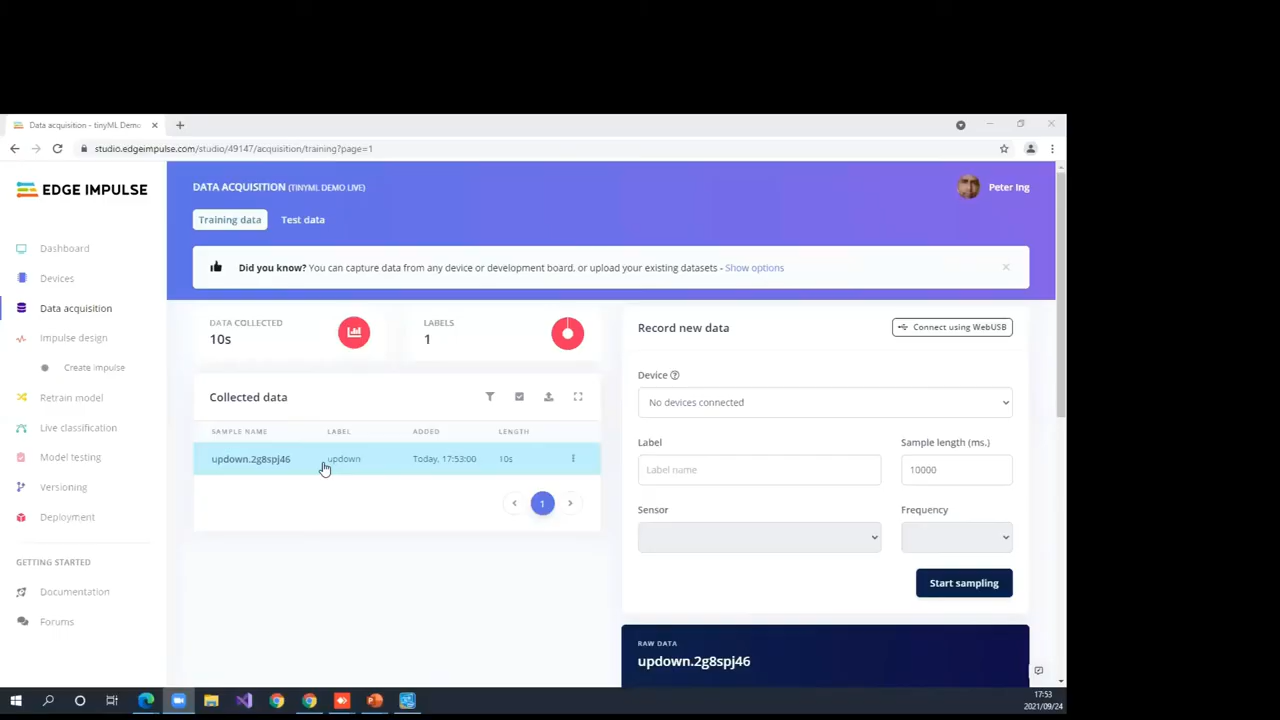 Data acquisition - tinyML Demo
studio.edgeimpulse.com/studio/49147/acquisition/training?page=1
EDGE IMPULSE
DATA ACQUISITION (TINYML DEMO LIVE)
Peter Ing
Training data
Test data
Did you know? You can capture data from any device or development board, or upload your existing datasets - Show options
Dashboard
Devices
Data acquisition
Impulse design
Create impulse
Retrain model
Live classification
Model testing
Versioning
Deployment
GETTING STARTED
Documentation
Forums
DATA COLLECTED
10s
LABELS
1
Collected data
SAMPLE NAME LABEL ADDED LENGTH
updown.2g8spj46 updown Today, 17:53:00 10s
1
Record new data
Connect using WebUSB
Device
No devices connected
Label
Sample length (ms.)
Label name
10000
Sensor
Frequency
Start sampling
RAW DATA
updown.2g8spj46
17:53
2021/09/24